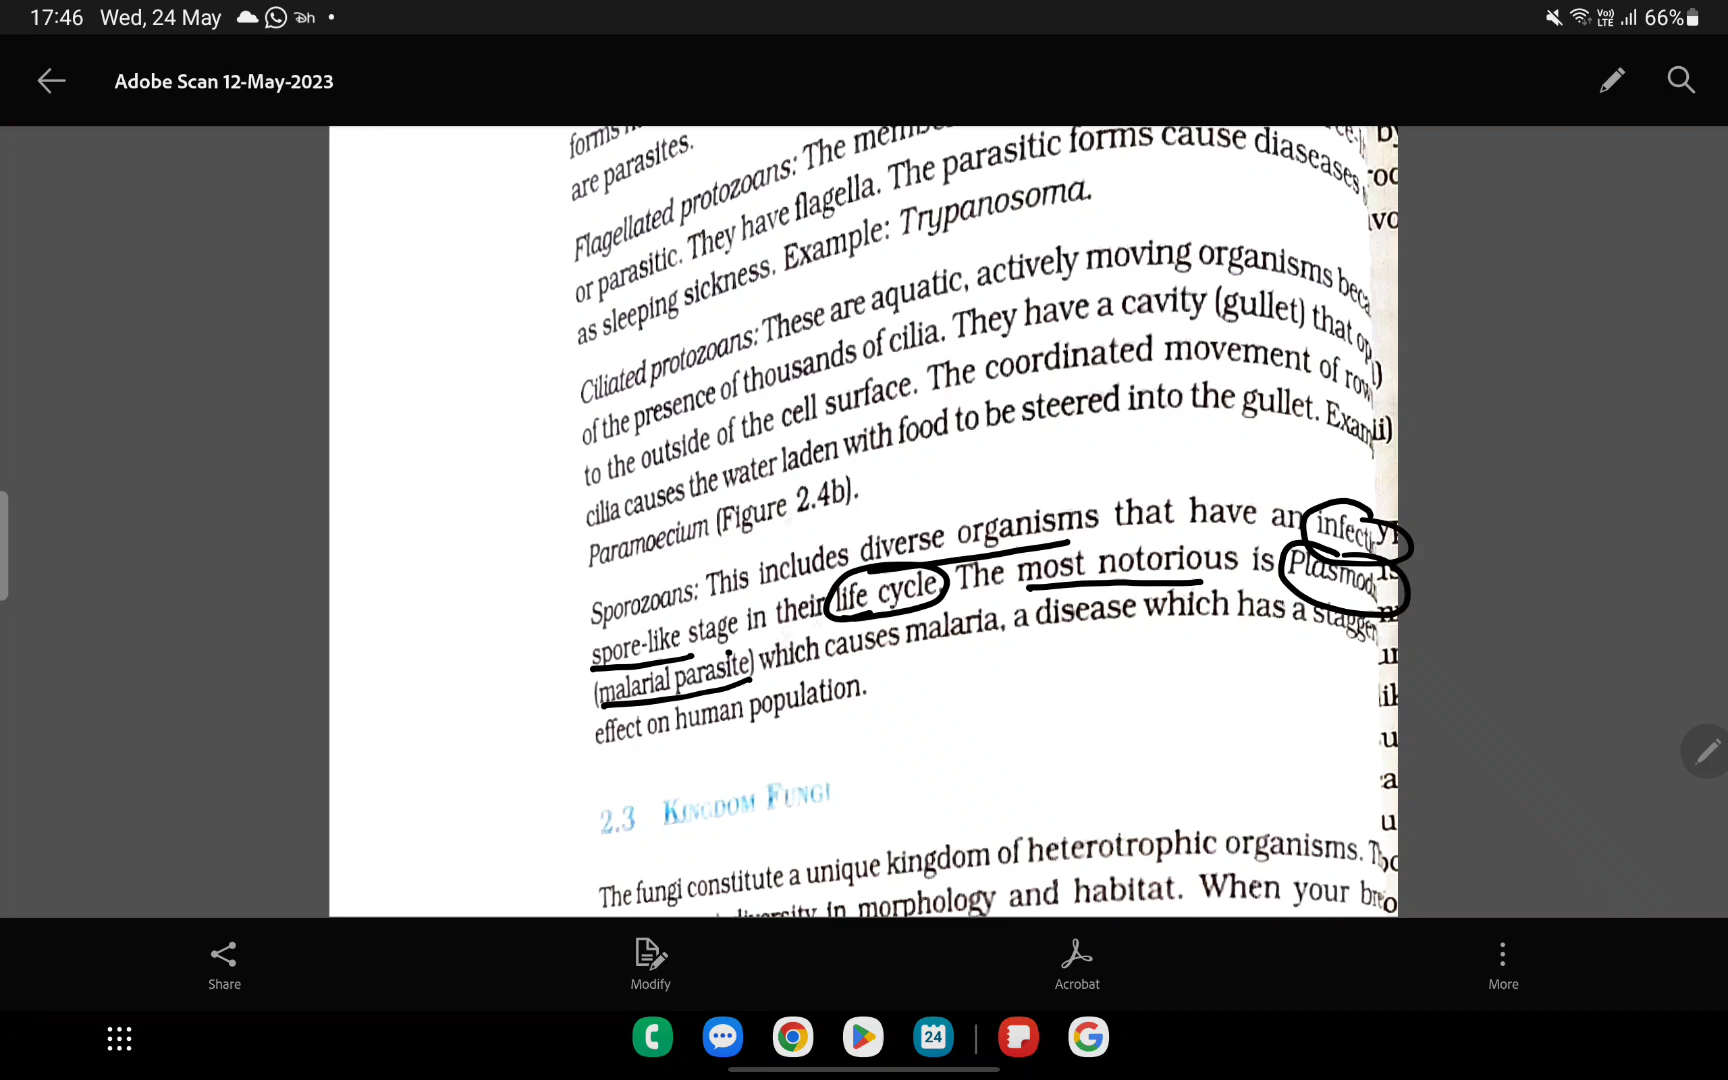 17:46 Wed, 24 May
66%
Adobe Scan 12-May-2023
are parasites.
Flagellated protozoans: The
or parasitic. They have flagella. The parasitic forms cause diaseases
as sleeping sickness. Example: Trypanosoma.
Ciliated protozoans: These are aquatic, actively moving organisms
of the presence of thousands of cilia. They have a cavity (gullet) that
to the outside of the cell surface. The coordinated movement of
cilia causes the water laden with food to be steered into the gullet.
Paramoecium (Figure 2.4b).
Sporozoans: This includes diverse organisms that have an
spore-like stage in their life cycle. The most notorious is
(malarial parasite) which causes malaria, a disease which has a
effect on human population.
2.3 KINGDOM FUNGI
The fungi constitute a unique kingdom of heterotrophic organisms.
in morphology and habitat. When your
Share
Modify
Acrobat
More
24